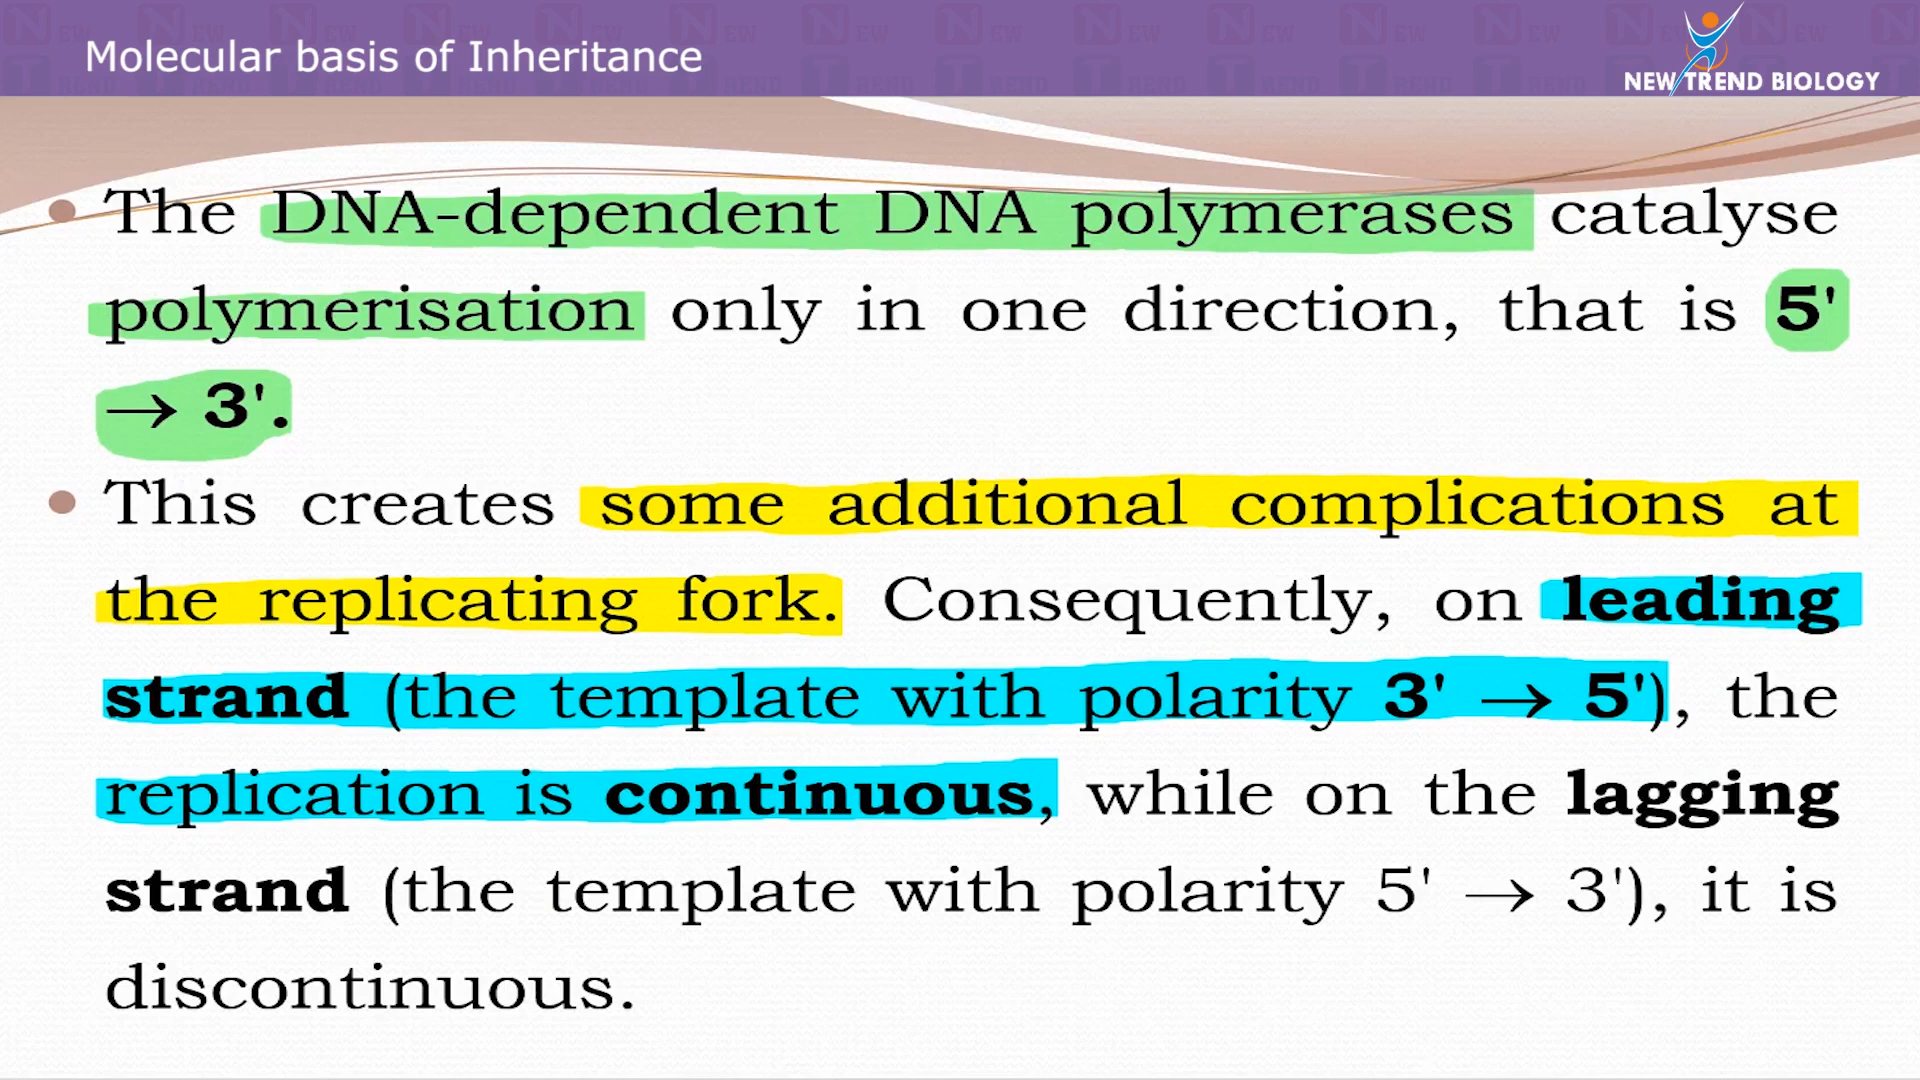 Molecular basis of Inheritance
NEW TREND BIOLOGY
• The DNA-dependent DNA polymerases catalyse
polymerisation only in one direction, that is 5'
→ 3'.
• This creates some additional complications at
the replicating fork. Consequently, on leading
strand (the template with polarity 3' → 5'), the
replication is continuous, while on the lagging
strand (the template with polarity 5' → 3'), it is
discontinuous.